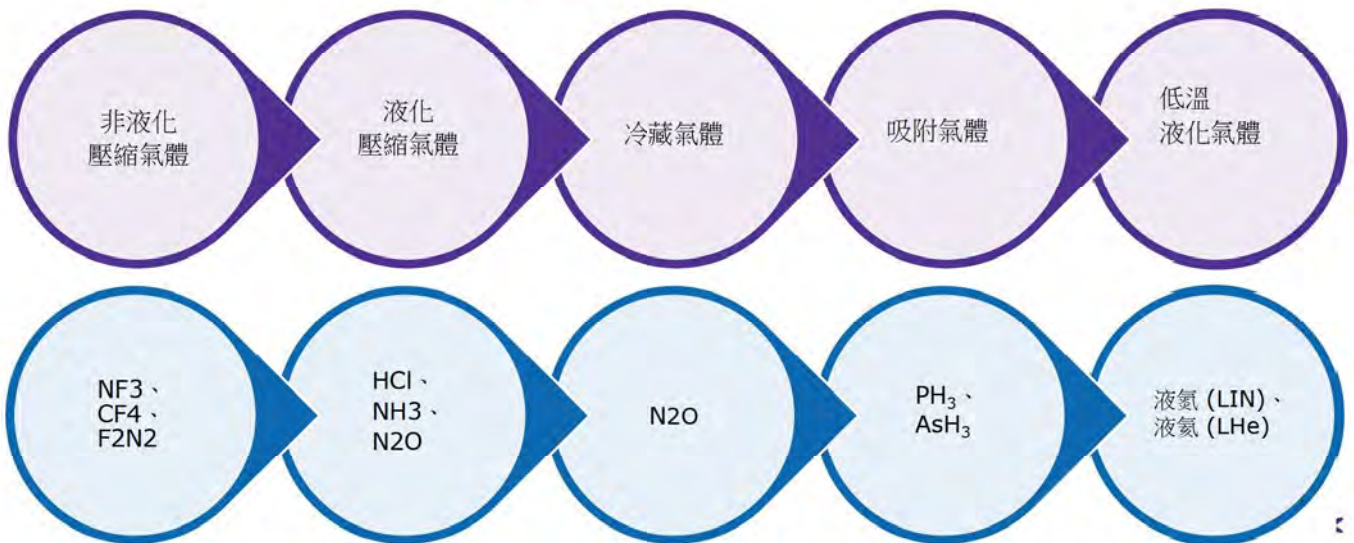 非液化
壓縮氣體
液化
壓縮氣體
冷藏氣體
吸附氣體
低溫
液化氣體
NF3、
CF4、
F2N2
HCl、
NH3、
N2O
N2O
PH₃、
AsH₃
液氮 (LIN)、
液氦 (LHe)